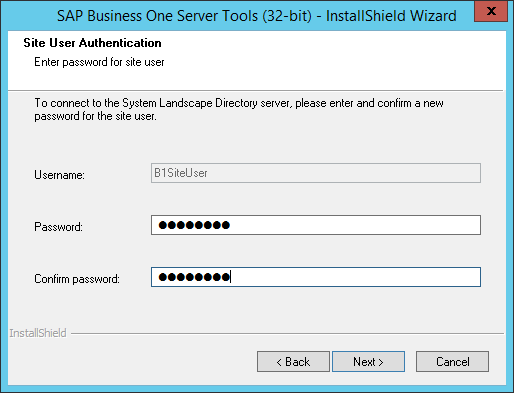 SAP Business One Server Tools (32-bit) - InstallShield Wizard
Site User Authentication
Enter password for site user
To connect to the System Landscape Directory server, please enter and confirm a new
password for the site user.
Username:
B1SiteUser
Password:
●●●●●●●●
Confirm password:
●●●●●●●●
InstallShield
< Back
Next >
Cancel